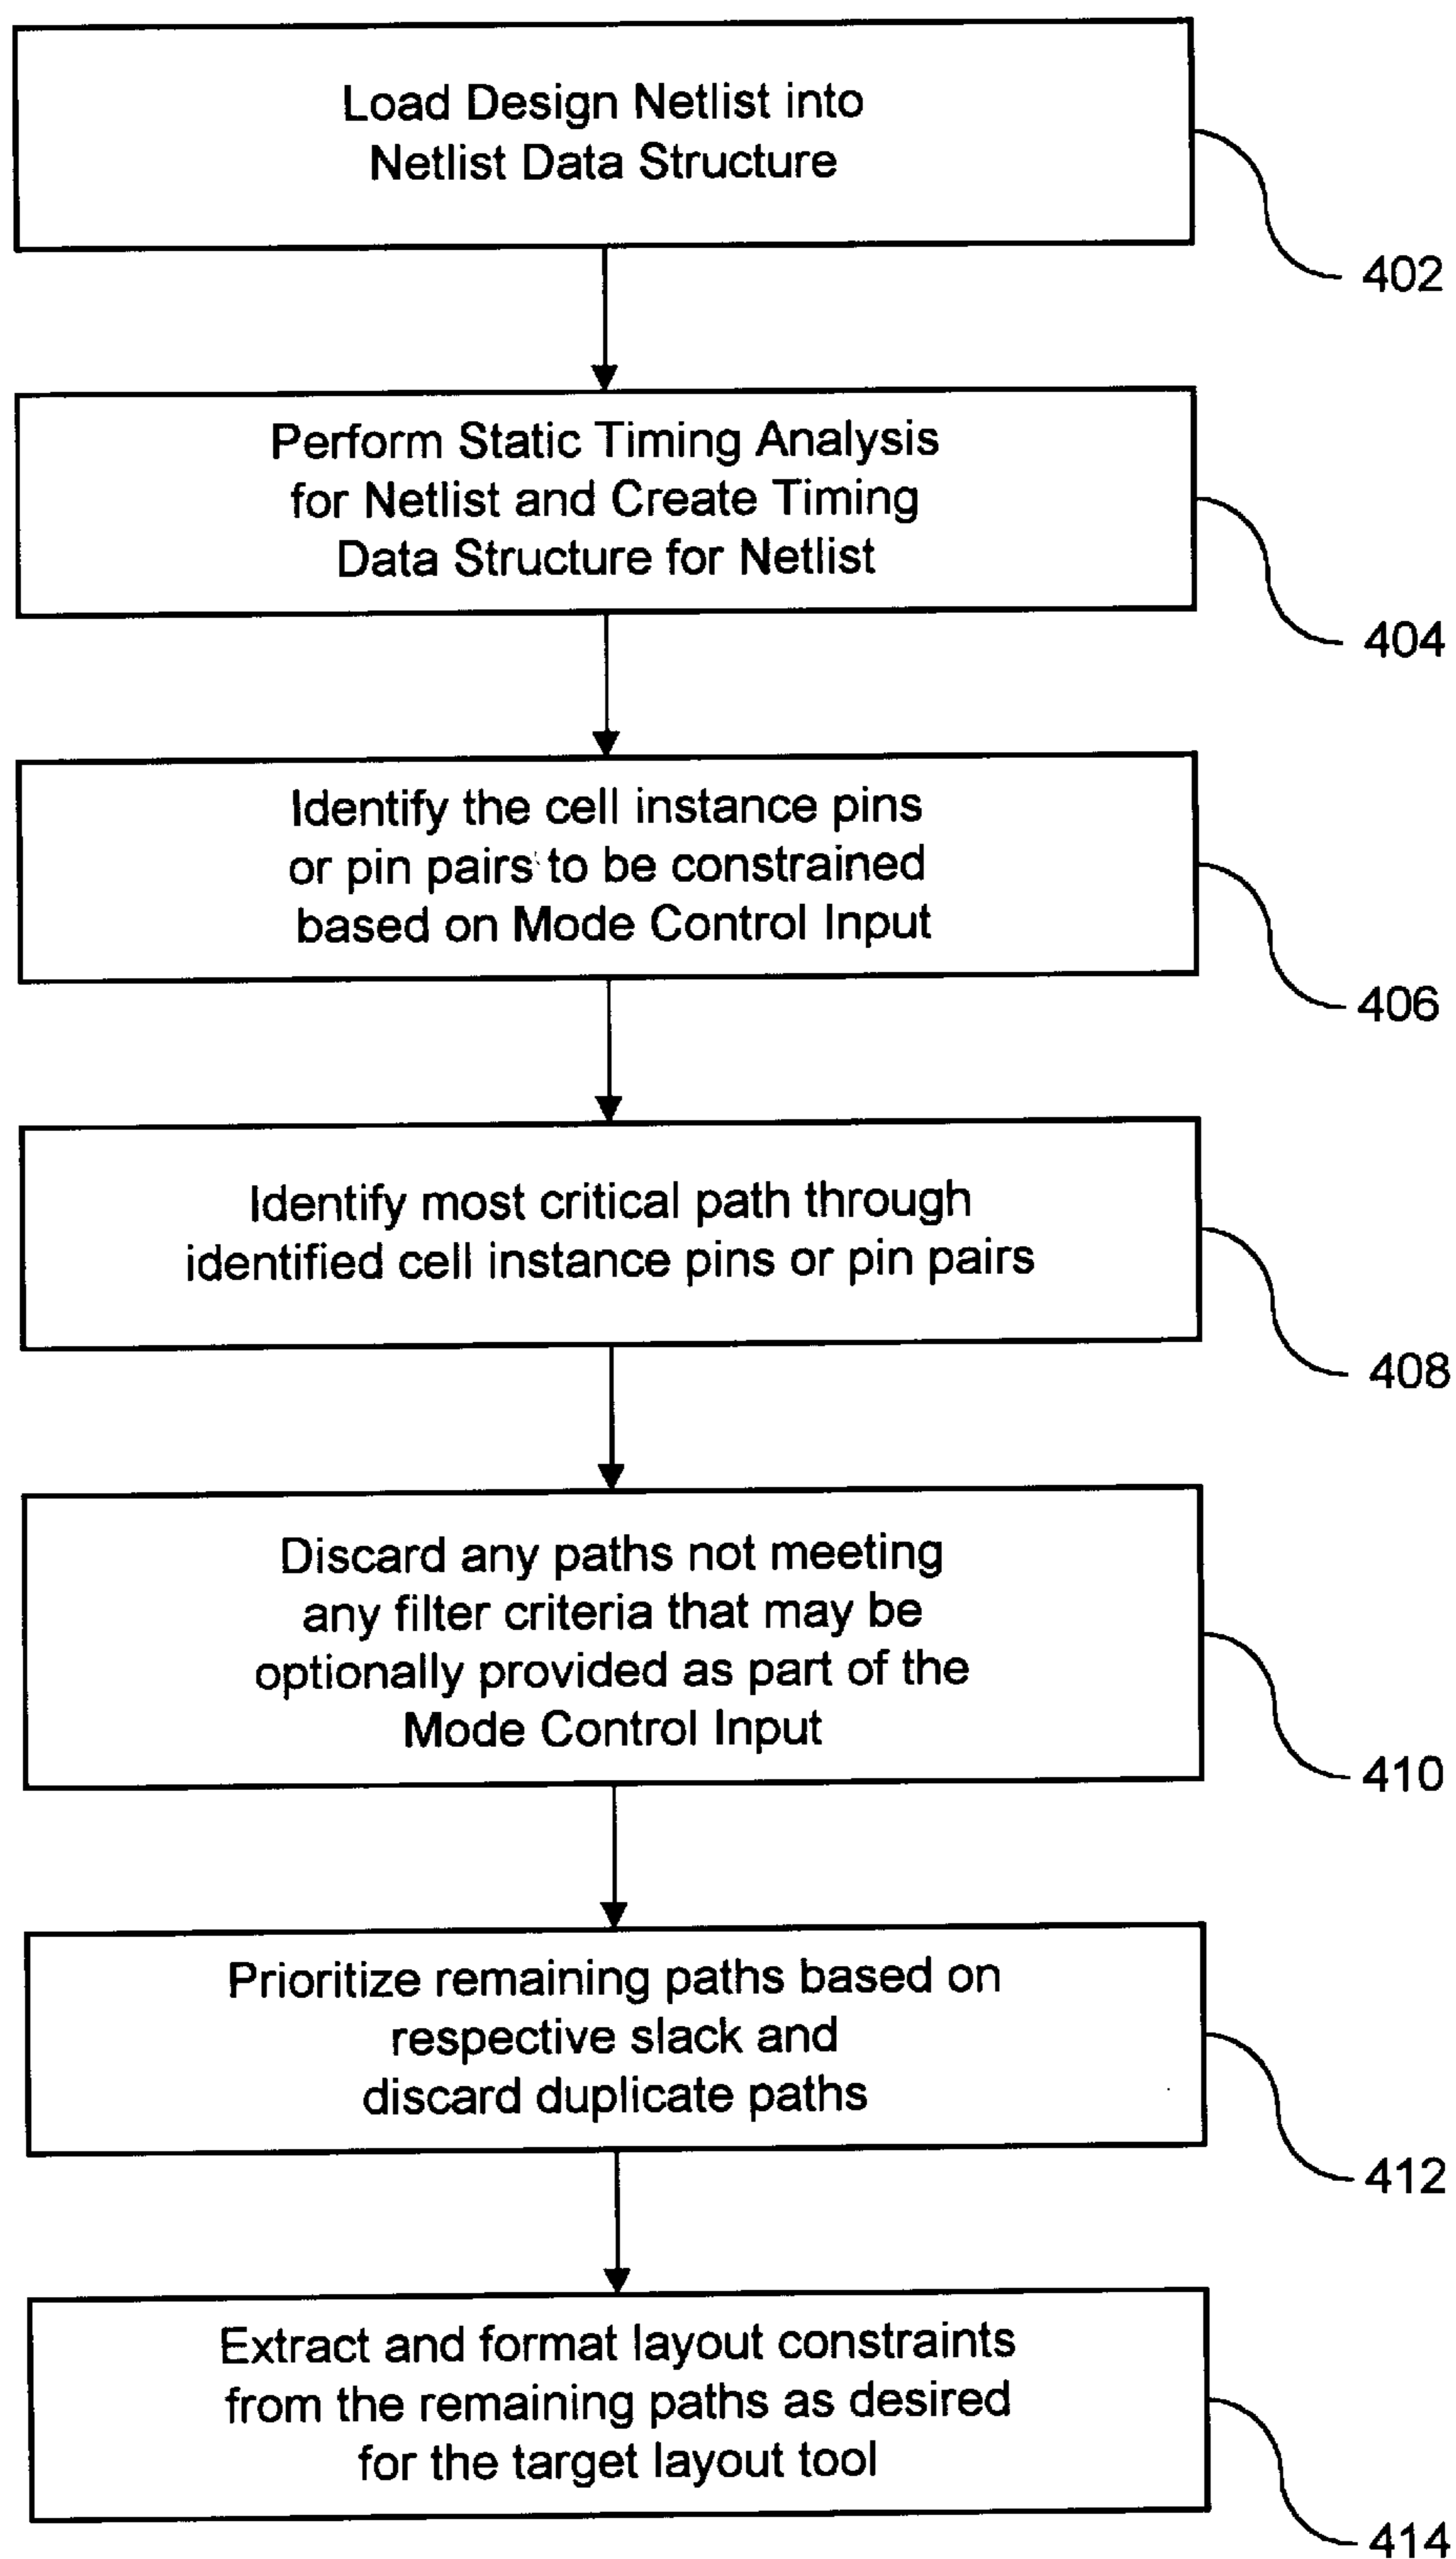 Load Design Netlist into
Netlist Data Structure
402
Perform Static Timing Analysis
for Netlist and Create Timing
Data Structure for Netlist
404
Identify the cell instance pins
or pin pairs to be constrained
based on Mode Control Input
406
Identify most critical path through
identified cell instance pins or pin pairs
408
Discard any paths not meeting
any filter criteria that may be
optionally provided as part of the
Mode Control Input
410
Prioritize remaining paths based on
respective slack and
discard duplicate paths
412
Extract and format layout constraints
from the remaining paths as desired
for the target layout tool
414